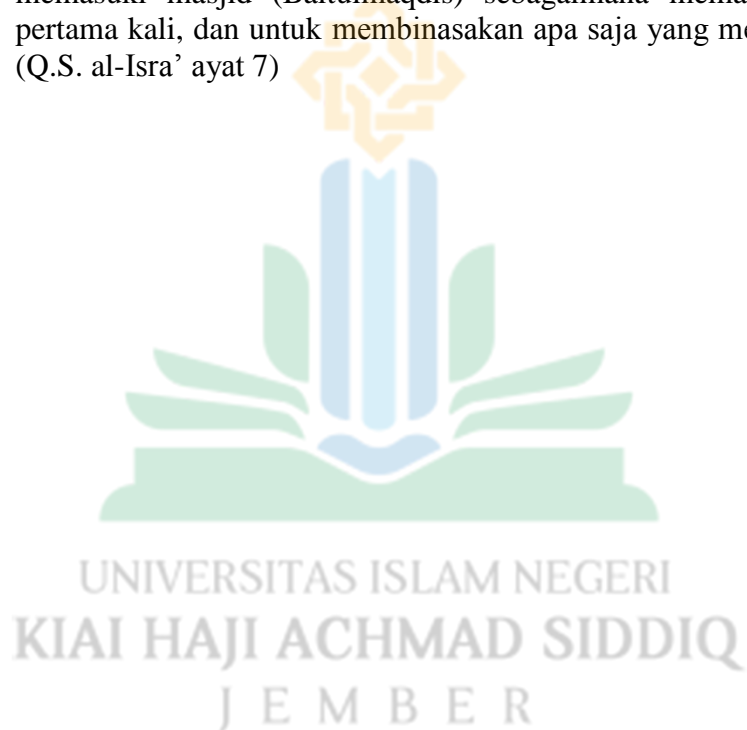 memasuki masjid (Baitulmaqdis) sebagaimana
pertama kali, dan untuk membinasakan apa saja yang
(Q.S. al-Isra’ ayat 7)
UNIVERSITAS ISLAM NEGERI
KIAI HAJI ACHMAD SIDDIQ
JEMBER